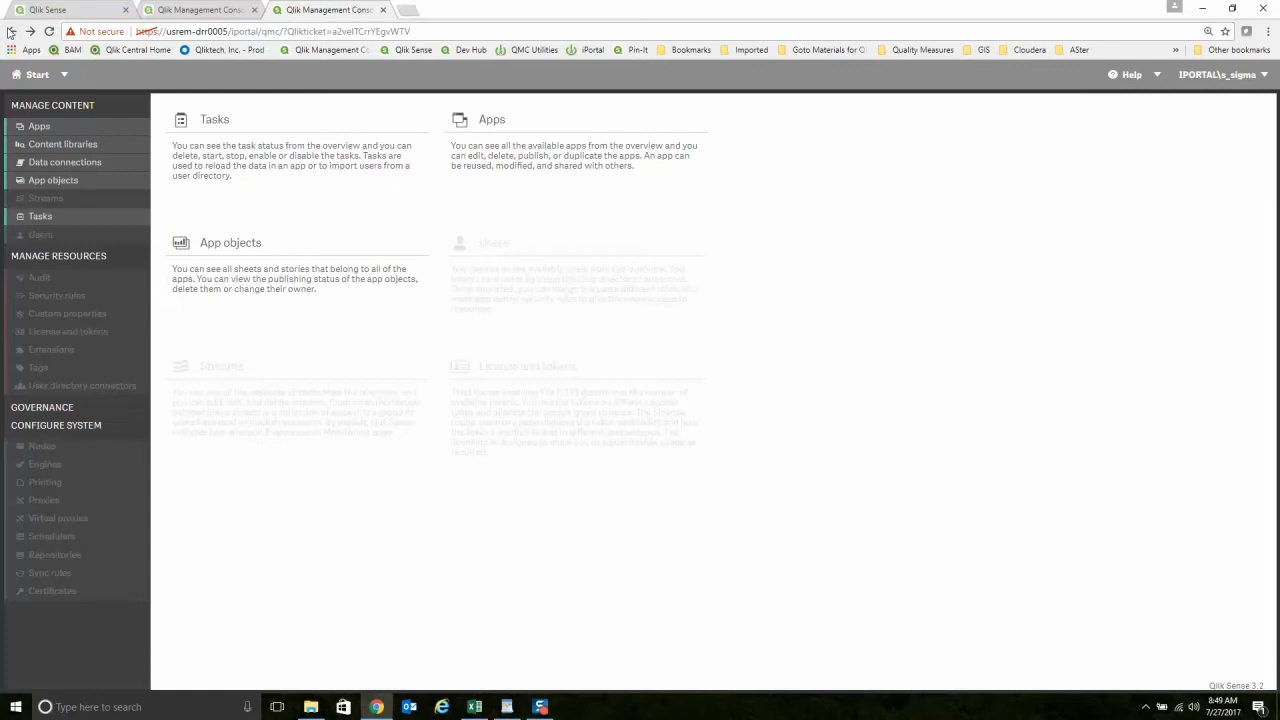 Qlik Sense
Qlik Management Conso
Qlik Management Conso
Not secure
https://usrem-drr0005/iportal/qmc/?Qlikticket=a2veITCrrYEgvWTV
Apps
BAM
Qlik Central Home
Qliktech, Inc. - Prod
Qlik Management Co
Qlik Sense
Dev Hub
QMC Utilities
iPortal
Pin-It
Bookmarks
Imported
Goto Materials for Ql
Quality Measures
GIS
Cloudera
ASter
»
Other bookmarks
Start
Help
IPORTAL\s_sigma
MANAGE CONTENT
Apps
Content libraries
Data connections
App objects
Streams
Tasks
Users
MANAGE RESOURCES
Audit
Security rules
Custom properties
License and tokens
Extensions
Tags
User directory connectors
GOVERNANCE
CONFIGURE SYSTEM
Nodes
Engines
Printing
Proxies
Virtual proxies
Schedulers
Repositories
Sync rules
Certificates
Tasks
You can see the task status from the overview and you can
delete, start, stop, enable or disable the tasks. Tasks are
used to reload the data in an app or to import users from a
user directory.
Apps
You can see all the available apps from the overview and you
can edit, delete, publish, or duplicate the apps. An app can
be reused, modified, and shared with others.
App objects
You can see all sheets and stories that belong to all of the
apps. You can view the publishing status of the app objects,
delete them or change their owner.
Users
Streams
License and tokens
Qlik Sense 3.2
Type here to search
8:49 AM
7/27/2017
1